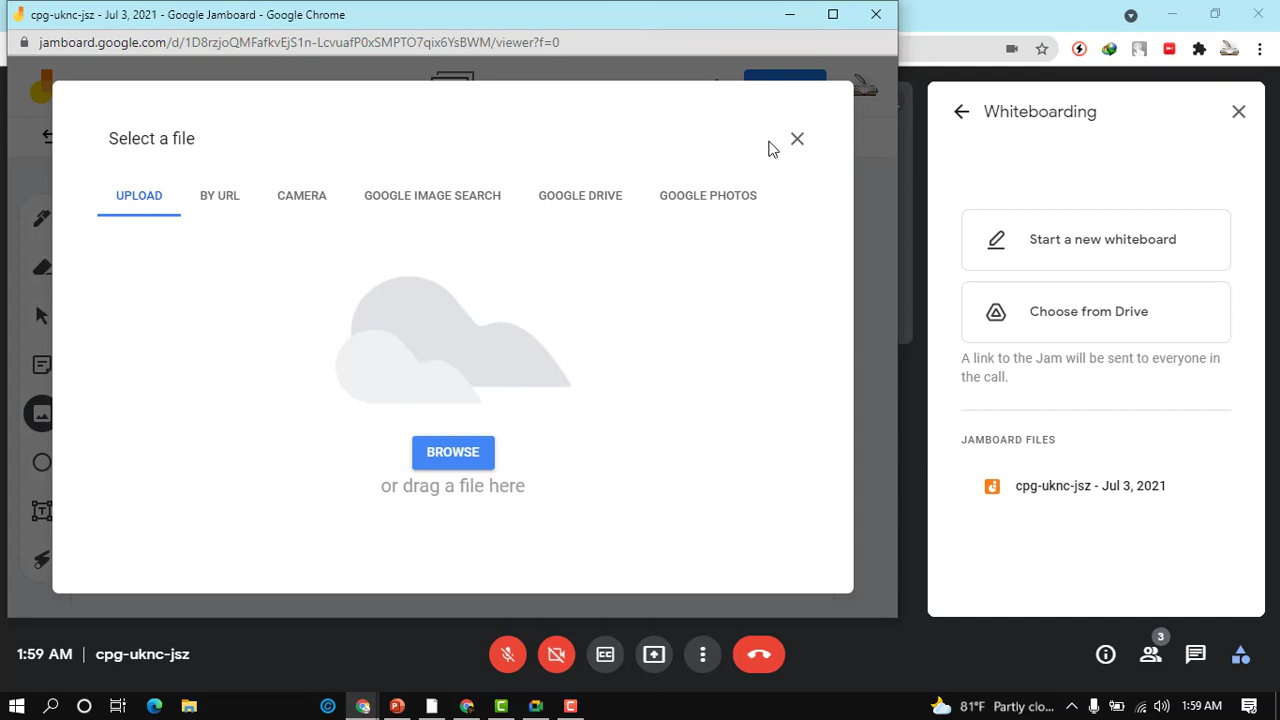 cpg-uknc-jsz - Jul 3, 2021 - Google Jamboard - Google Chrome
jamboard.google.com/d/1D8rzjoQMFafkvEjS1n-LcvuafP0xSMPTO7qix6YsBWM/viewer?f=0
Select a file
UPLOAD BY URL CAMERA GOOGLE IMAGE SEARCH GOOGLE DRIVE GOOGLE PHOTOS
BROWSE
or drag a file here
Whiteboarding
Start a new whiteboard
Choose from Drive
A link to the Jam will be sent to everyone in
the call.
JAMBOARD FILES
cpg-uknc-jsz - Jul 3, 2021
1:59 AM | cpg-uknc-jsz
3
81°F Partly clo... 1:59 AM